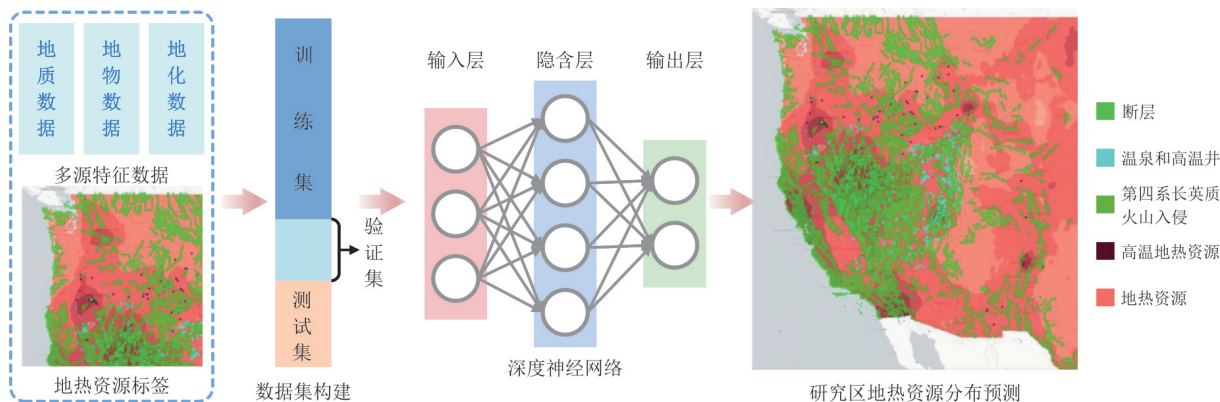 地质数据
地物数据
地化数据
多源特征数据
地热资源标签
训练集
验证集
测试集
数据集构建
输入层
隐含层
输出层
深度神经网络
研究区地热资源分布预测
断层
温泉和高温井
第四系长英质
火山入侵
高温地热资源
地热资源